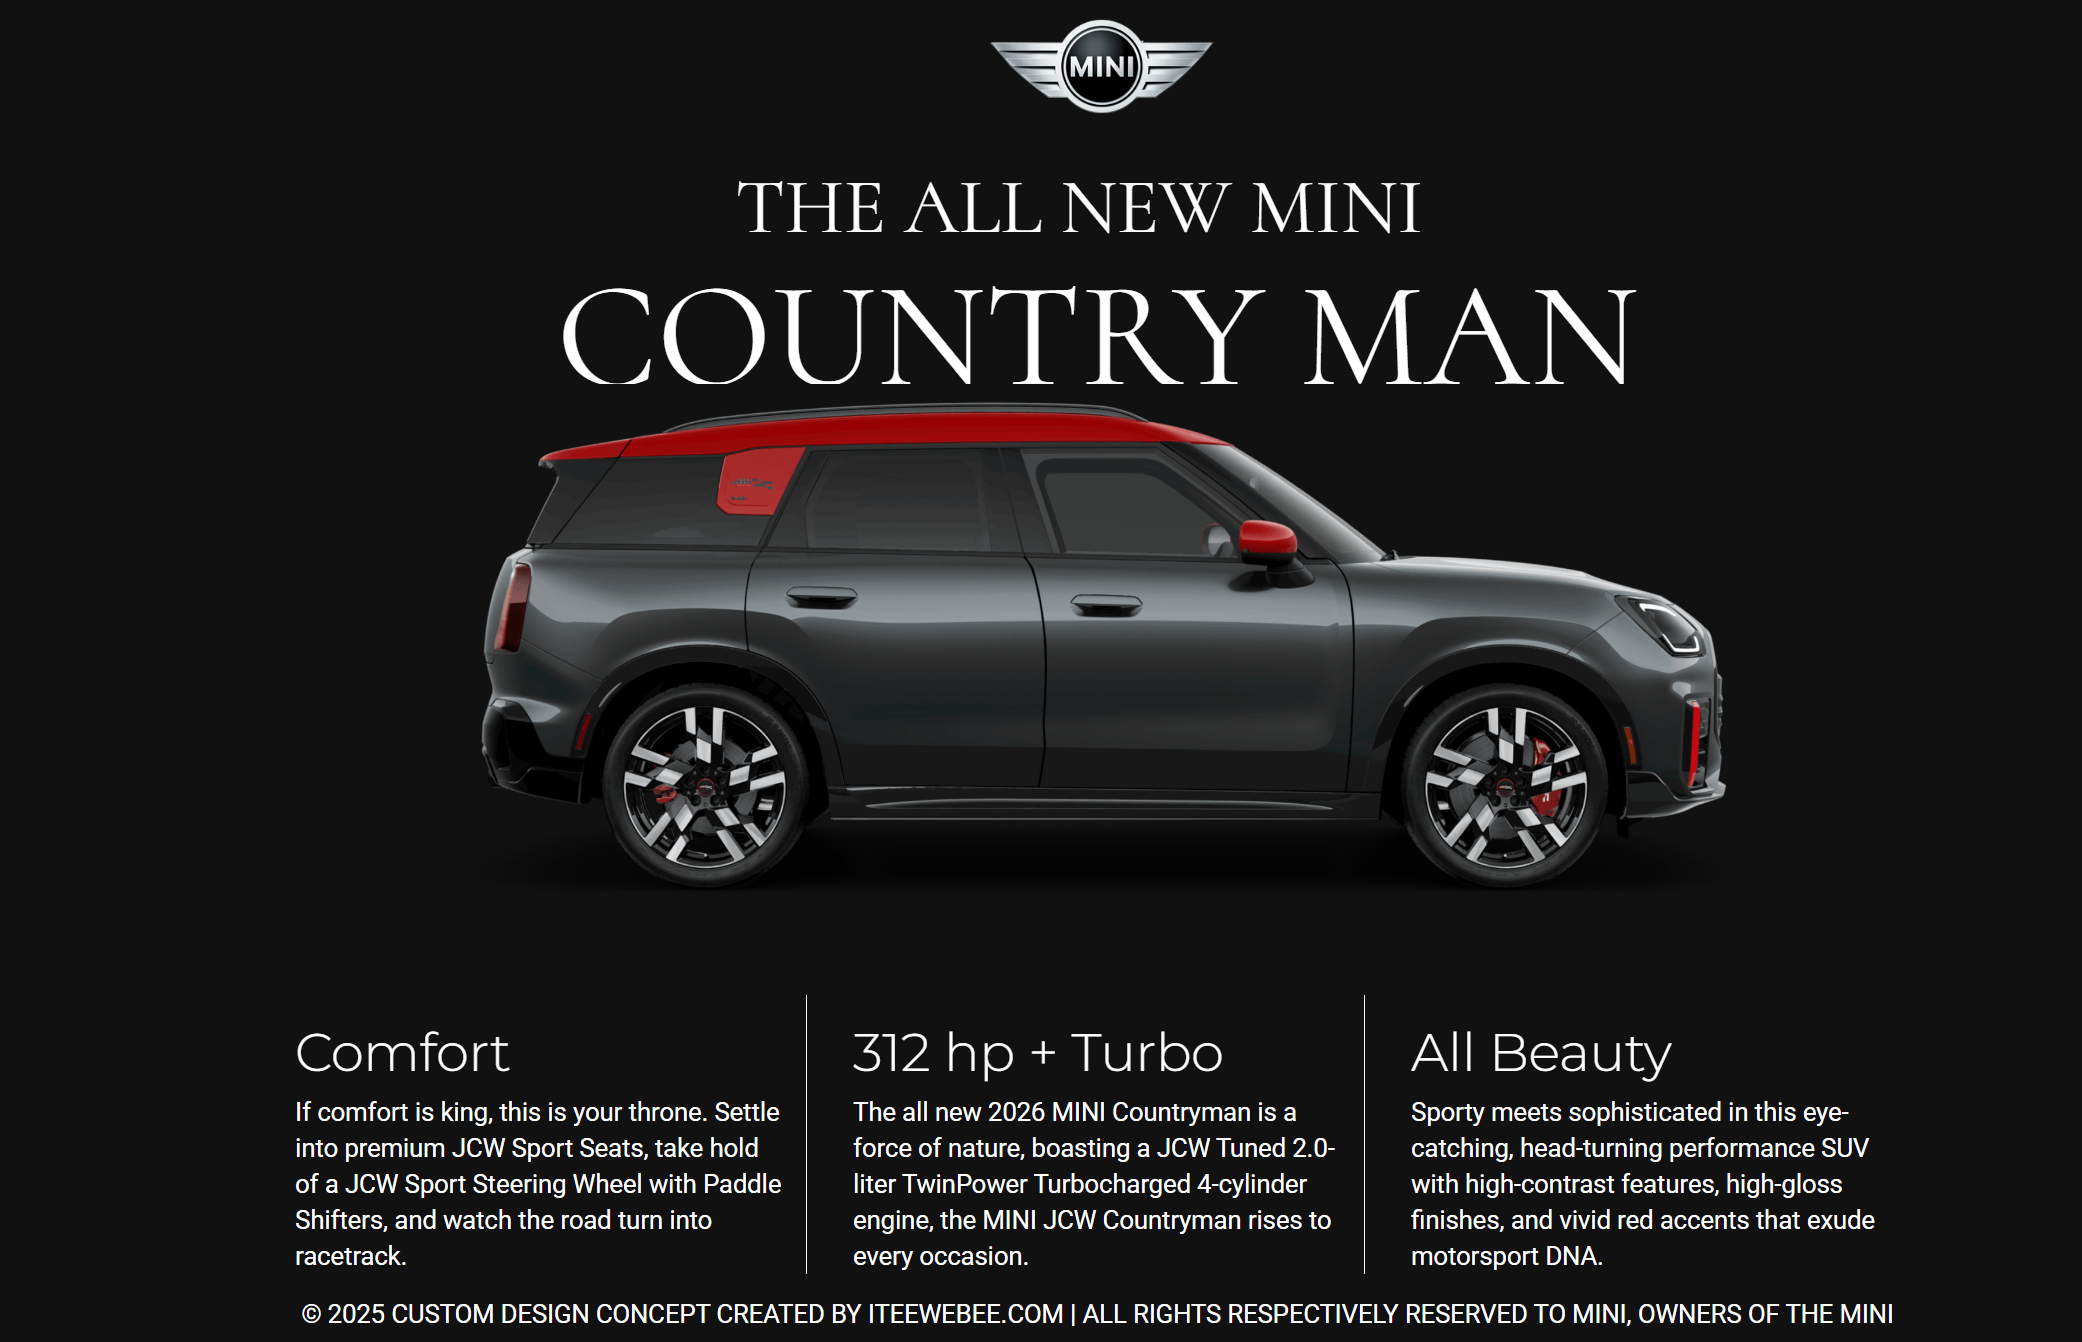 MINI
THE ALL NEW MINI
COUNTRY MAN
Comfort
If comfort is king, this is your throne. Settle
into premium JCW Sport Seats, take hold
of a JCW Sport Steering Wheel with Paddle
Shifters, and watch the road turn into
racetrack.
312 hp + Turbo
The all new 2026 MINI Countryman is a
force of nature, boasting a JCW Tuned 2.0-
liter TwinPower Turbocharged 4-cylinder
engine, the MINI JCW Countryman rises to
every occasion.
All Beauty
Sporty meets sophisticated in this eye-
catching, head-turning performance SUV
with high-contrast features, high-gloss
finishes, and vivid red accents that exude
motorsport DNA.
© 2025 CUSTOM DESIGN CONCEPT CREATED BY ITEEWEBEE.COM | ALL RIGHTS RESPECTIVELY RESERVED TO MINI, OWNERS OF THE MINI